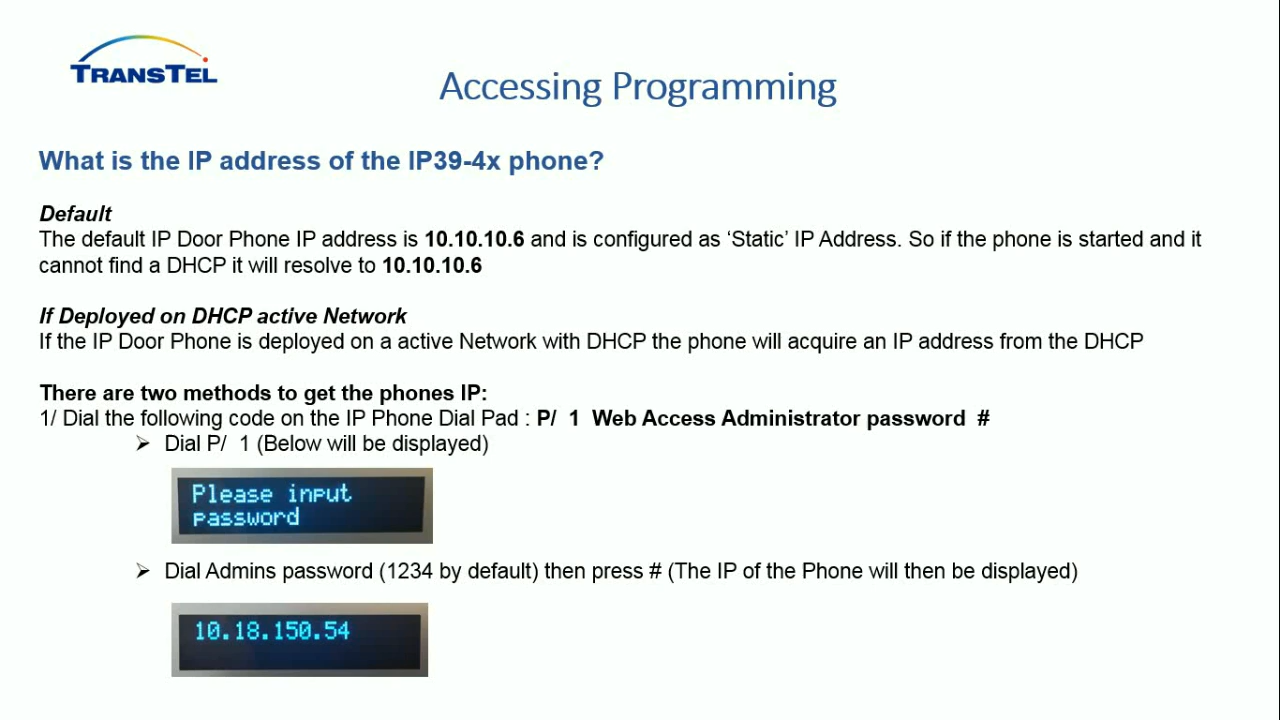 TRANSTEL
Accessing Programming
What is the IP address of the IP39-4x phone?
Default
The default IP Door Phone IP address is 10.10.10.6 and is configured as ‘Static’ IP Address. So if the phone is started and it
cannot find a DHCP it will resolve to 10.10.10.6
If Deployed on DHCP active Network
If the IP Door Phone is deployed on a active Network with DHCP the phone will acquire an IP address from the DHCP
There are two methods to get the phones IP:
1/ Dial the following code on the IP Phone Dial Pad : P/ 1 Web Access Administrator password #
➢ Dial P/ 1 (Below will be displayed)
Please input
password
➢ Dial Admins password (1234 by default) then press # (The IP of the Phone will then be displayed)
10.18.150.54